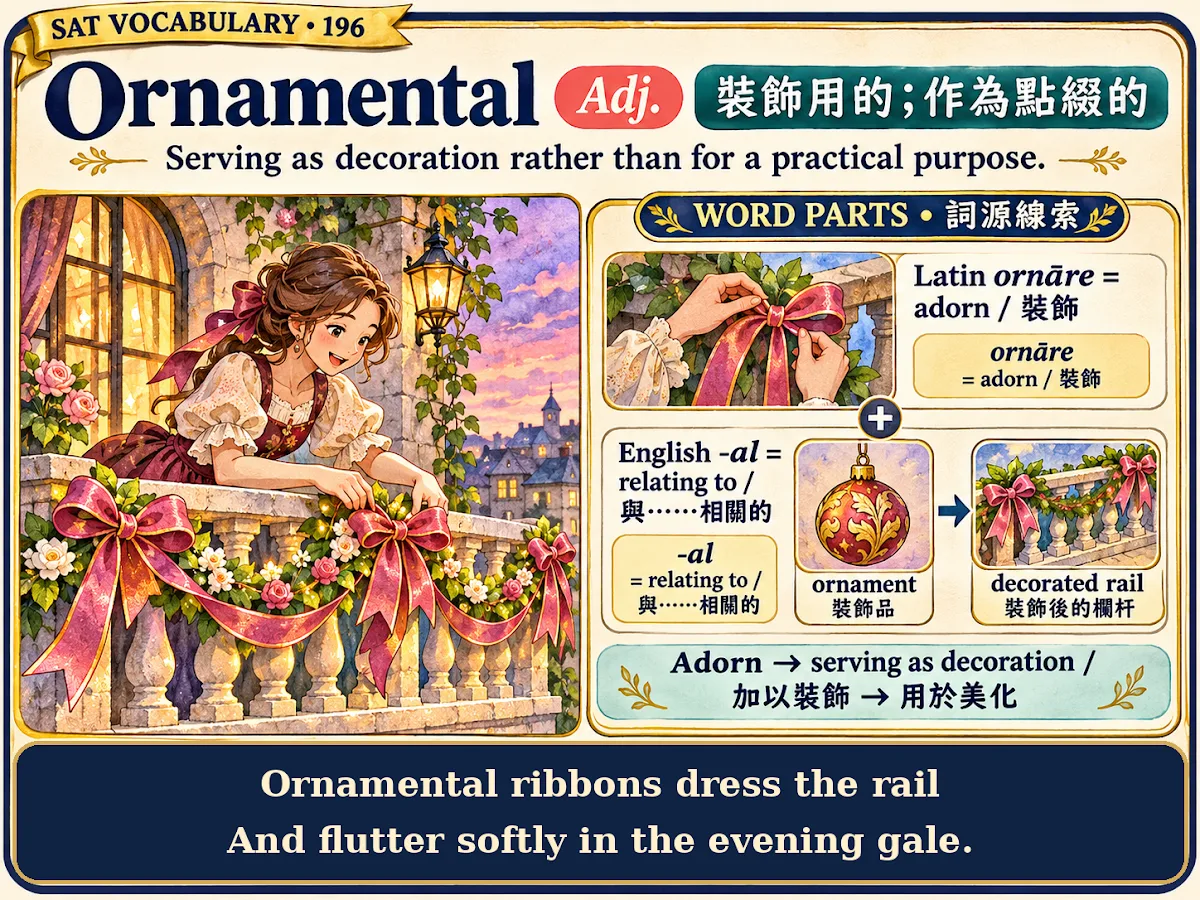 SAT VOCABULARY • 196
Ornamental
Adj.
裝飾用的；作為點綴的
Serving as decoration rather than for a practical purpose.
WORD PARTS • 詞源線索
Latin ornāre =
adorn / 裝飾
ornāre
= adorn / 裝飾
+
English -al =
relating to /
與……相關的
-al
= relating to /
與……相關的
ornament
裝飾品
decorated rail
裝飾後的欄杆
Adorn → serving as decoration /
加以裝飾 → 用於美化
Ornamental ribbons dress the rail
And flutter softly in the evening gale.